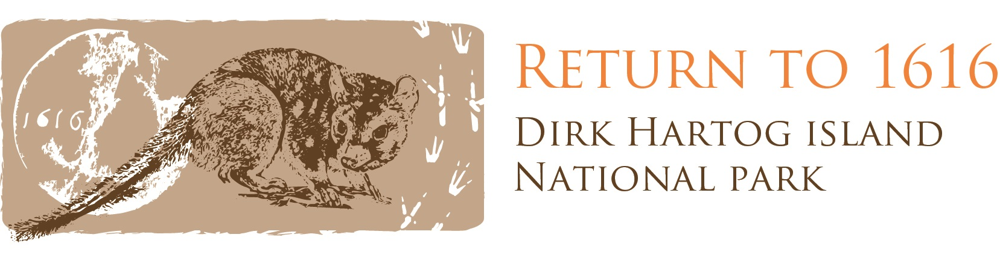 1616
RETURN TO 1616
DIRK HARTOG ISLAND
NATIONAL PARK